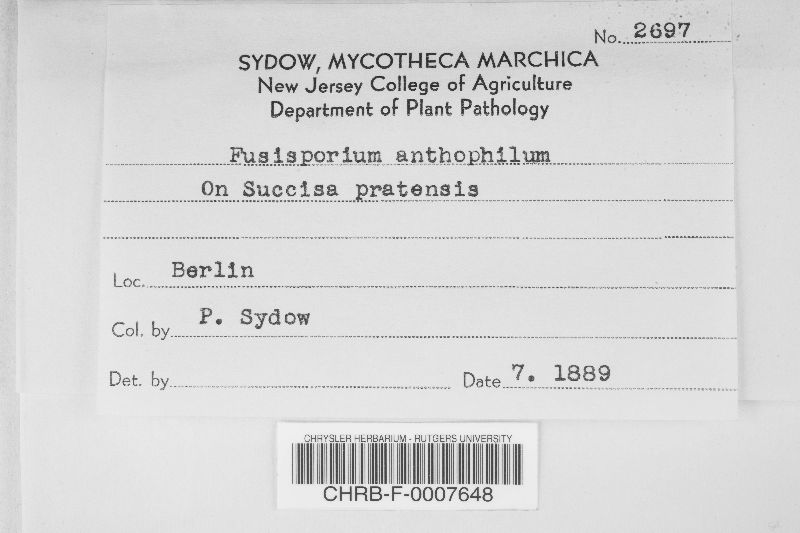 No. 2697
SYDOW, MYCOTHECA MARCHICA
New Jersey College of Agriculture
Department of Plant Pathology
Fusisporium anthophilum
On Succisa pratensis
Loc. Berlin
Col. by P. Sydow
Det. by Date 7. 1889
CHRYSLER HERBARIUM - RUTGERS UNIVERSITY
CHRB-F-0007648